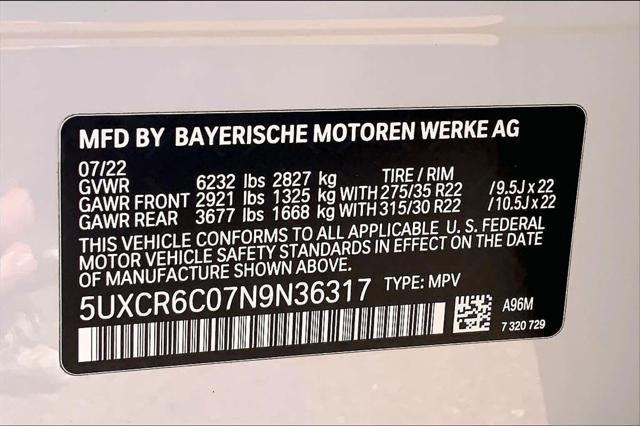 MFD BY BAYERISCHE MOTOREN WERKE AG
07/22
GVWR 6232 lbs 2827 kg TIRE / RIM
GAWR FRONT 2921 lbs 1325 kg WITH 275/35 R22 /9.5J x 22
GAWR REAR 3677 lbs 1668 kg WITH 315/30 R22 /10.5J x 22
THIS VEHICLE CONFORMS TO ALL APPLICABLE U. S. FEDERAL
MOTOR VEHICLE SAFETY STANDARDS IN EFFECT ON THE DATE
OF MANUFACTURE SHOWN ABOVE.
5UXCR6C07N9N36317 TYPE: MPV
A96M
7 320 729